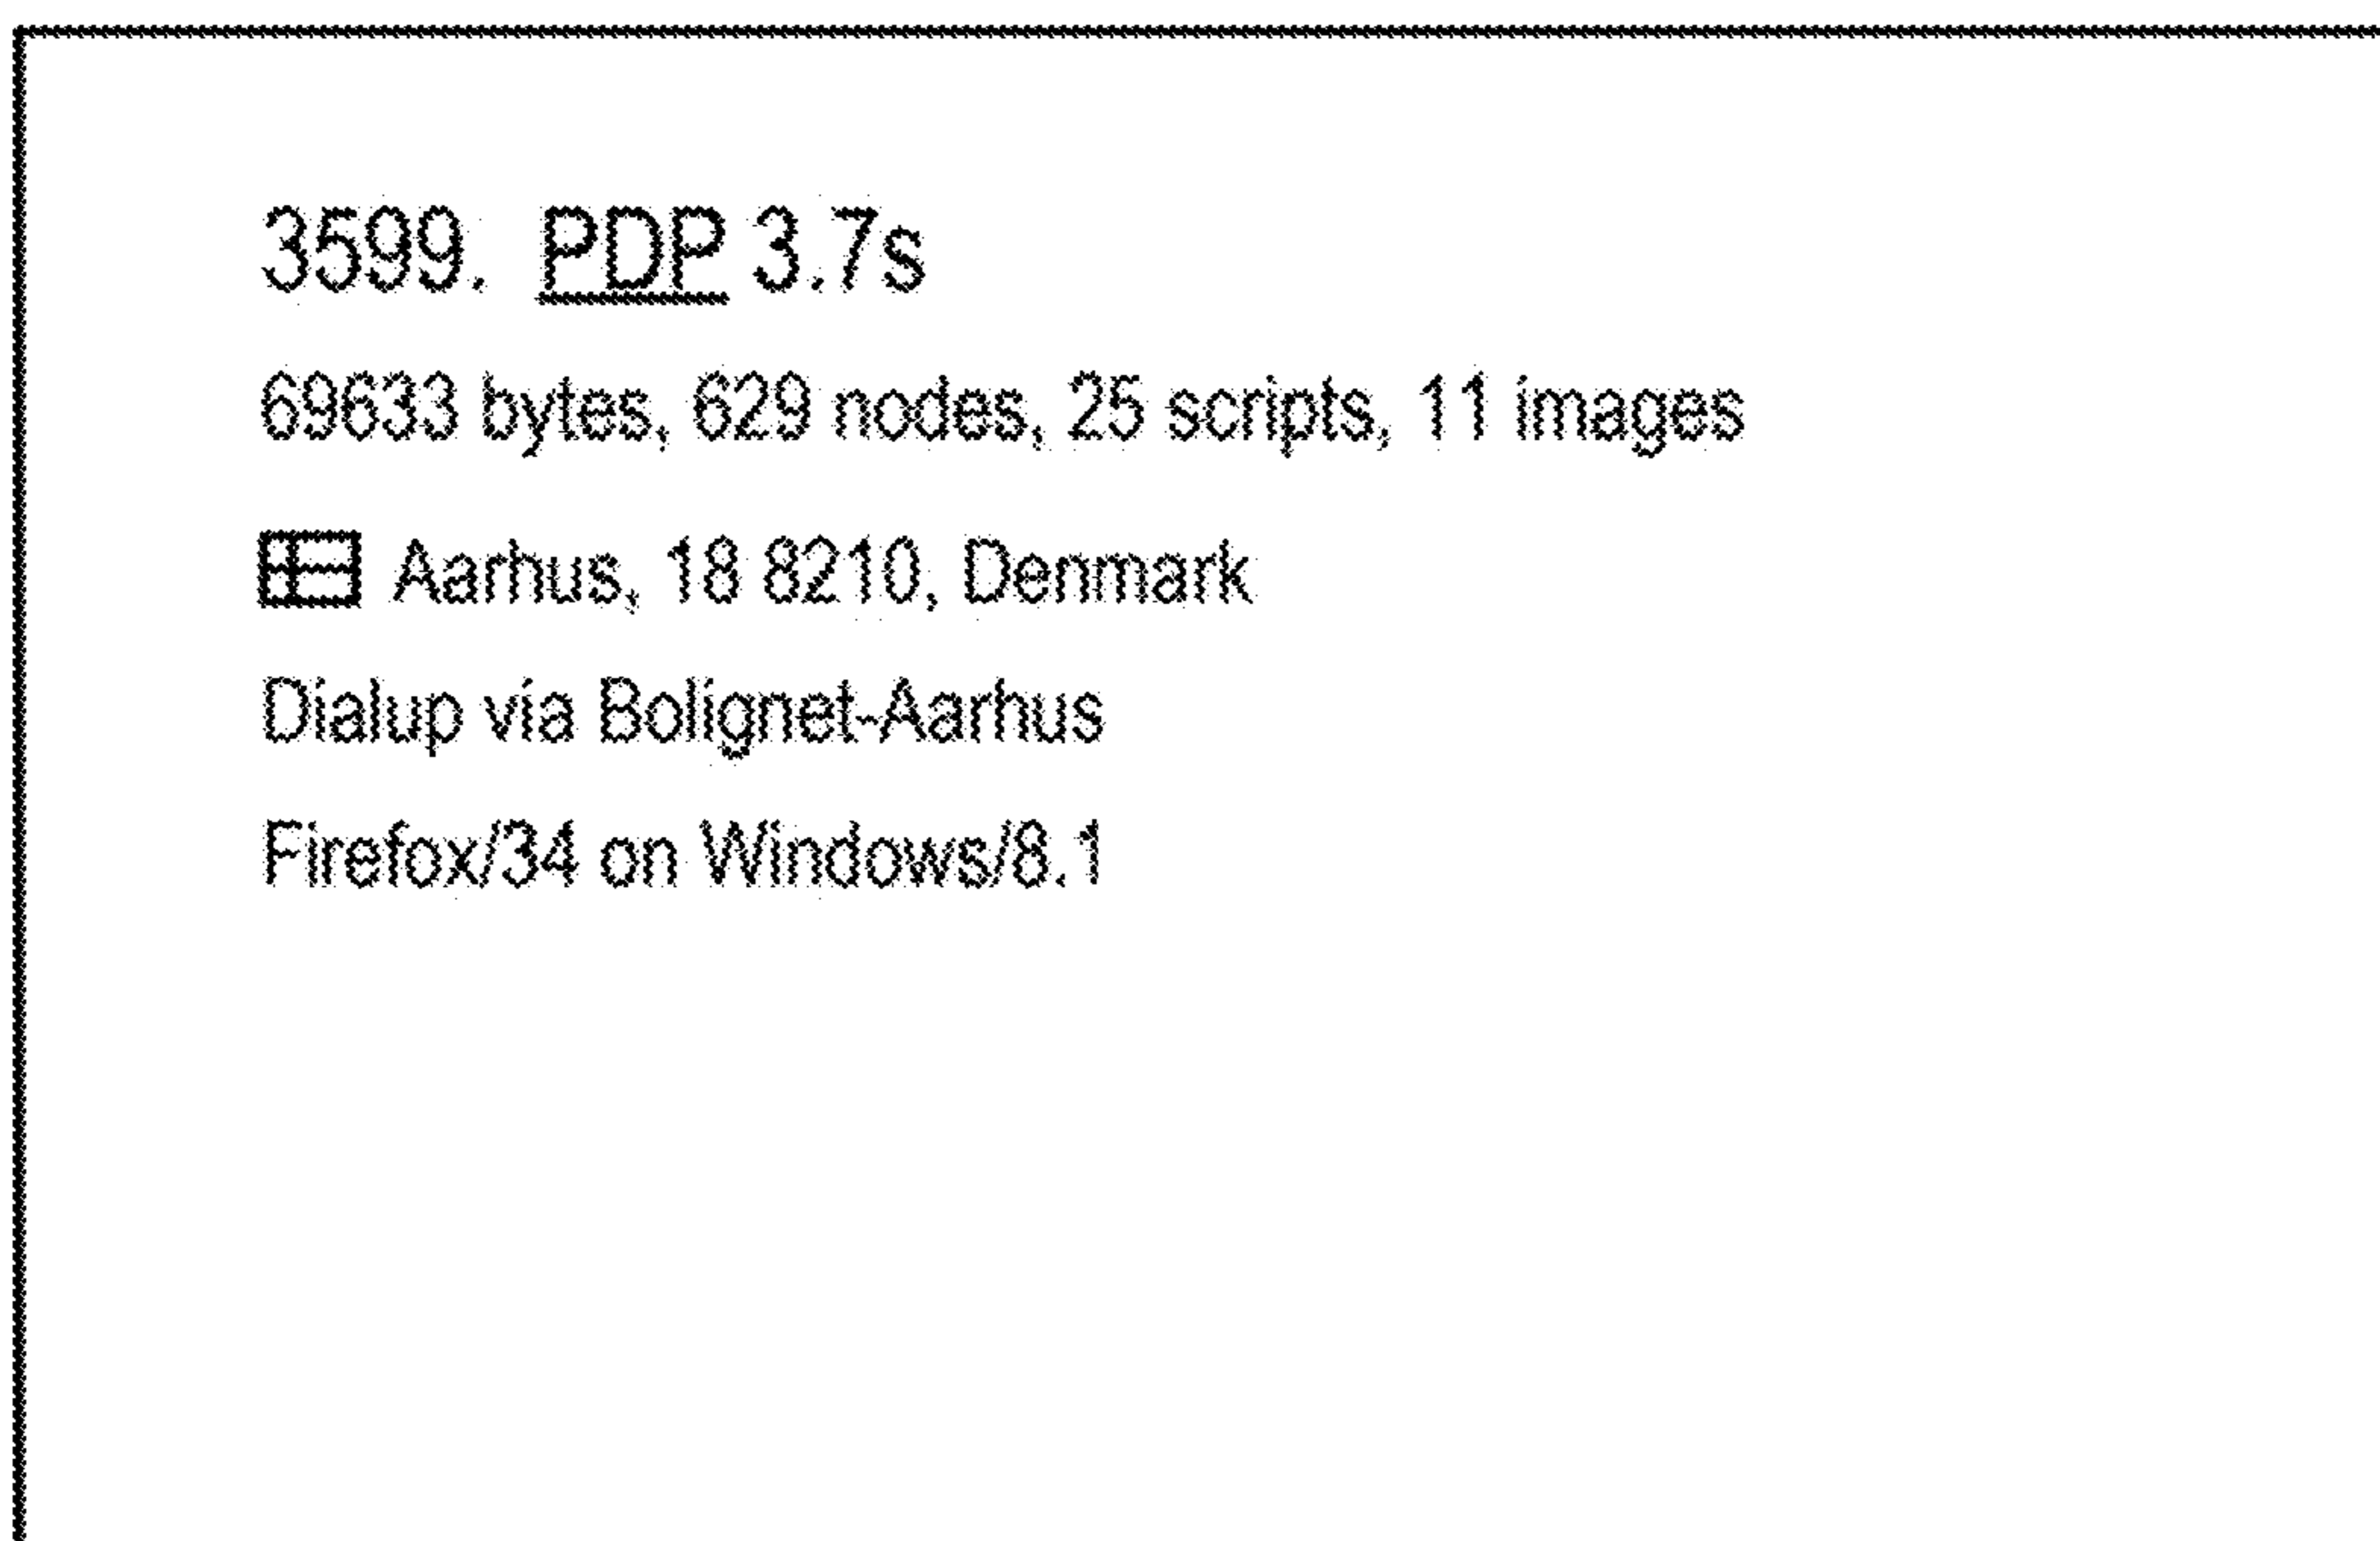 3599. PDP 3.7s
69633 bytes, 629 nodes, 25 scripts, 11 images
Aarhus, 18 8210, Denmark
Dialup via Bolignet-Aarhus
Firefox/34 on Windows/8.1